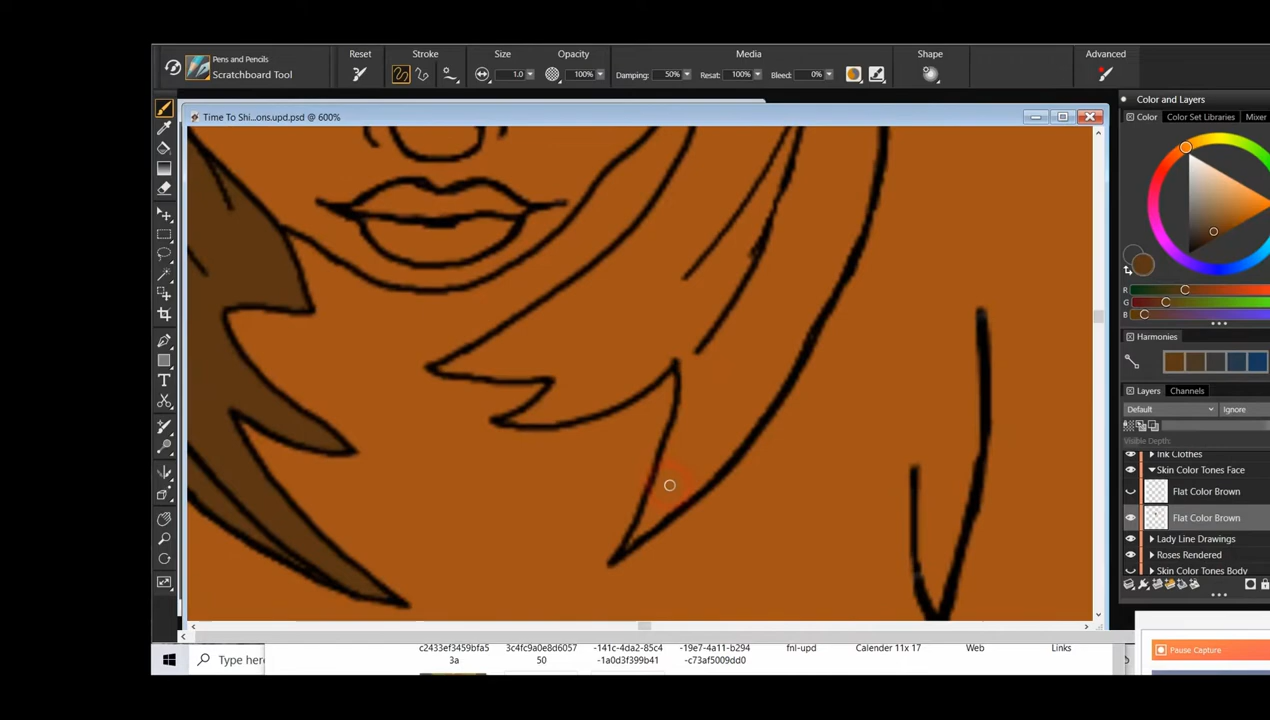 Pens and Pencils
Scratchboard Tool
Reset
Stroke
Size
Opacity
Media
Shape
Advanced
1.0
100%
Damping: 50%
Resat: 100%
Bleed: 0%
Time To Shi...ons.upd.psd @ 600%
Color and Layers
Color
Color Set Libraries
Mixer
R
G
B
Harmonies
Layers
Channels
Default
Ignore
Visible Depth:
Ink Clothes
Skin Color Tones Face
Flat Color Brown
Flat Color Brown
Lady Line Drawings
Roses Rendered
Skin Color Tones Body
Pause Capture
Type here
c2433ef3459bfa5
3a
3c4fc9a0e8d6057
50
-141c-4da2-85c4
-1a0d3f399b41
-19e7-4a11-b294
-c73af5009dd0
fnl-upd
Calender 11x 17
Web
Links